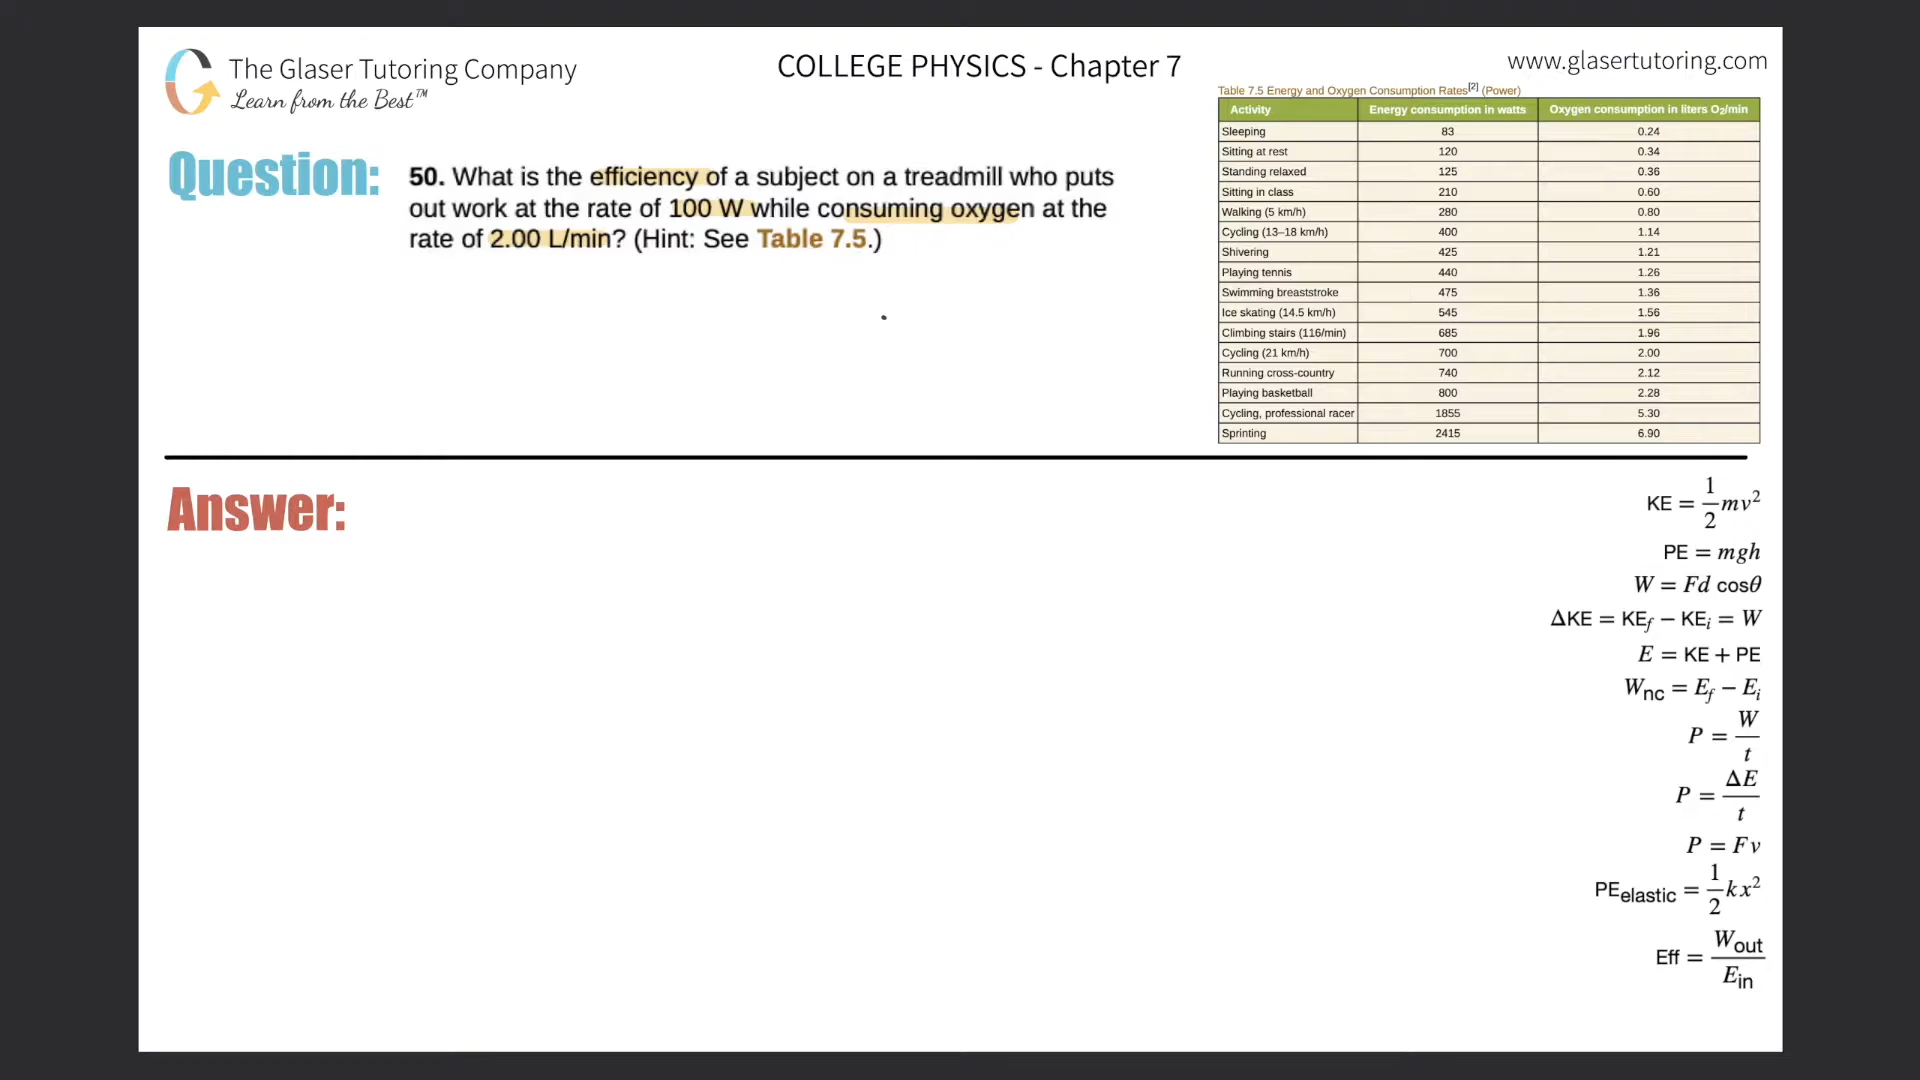 The Glaser Tutoring Company
Learn from the Best™
COLLEGE PHYSICS - Chapter 7
www.glasertutoring.com
Question:
50. What is the efficiency of a subject on a treadmill who puts
out work at the rate of 100 W while consuming oxygen at the
rate of 2.00 L/min? (Hint: See Table 7.5.)
Table 7.5 Energy and Oxygen Consumption Rates[2] (Power)
Activity Energy consumption in watts Oxygen consumption in liters O2/min
Sleeping 83 0.24
Sitting at rest 120 0.34
Standing relaxed 125 0.36
Sitting in class 210 0.60
Walking (5 km/h) 280 0.80
Cycling (13–18 km/h) 400 1.14
Shivering 425 1.21
Playing tennis 440 1.26
Swimming breaststroke 475 1.36
Ice skating (14.5 km/h) 545 1.56
Climbing stairs (116/min) 685 1.96
Cycling (21 km/h) 700 2.00
Running cross-country 740 2.12
Playing basketball 800 2.28
Cycling, professional racer 1855 5.30
Sprinting 2415 6.90
Answer:
KE = 1/2 mv²
PE = mgh
W = Fd cosθ
ΔKE = KEf − KEi = W
E = KE + PE
Wnc = Ef − Ei
P = W/t
P = ΔE/t
P = Fv
PEelastic = 1/2 kx²
Eff = Wout/Ein